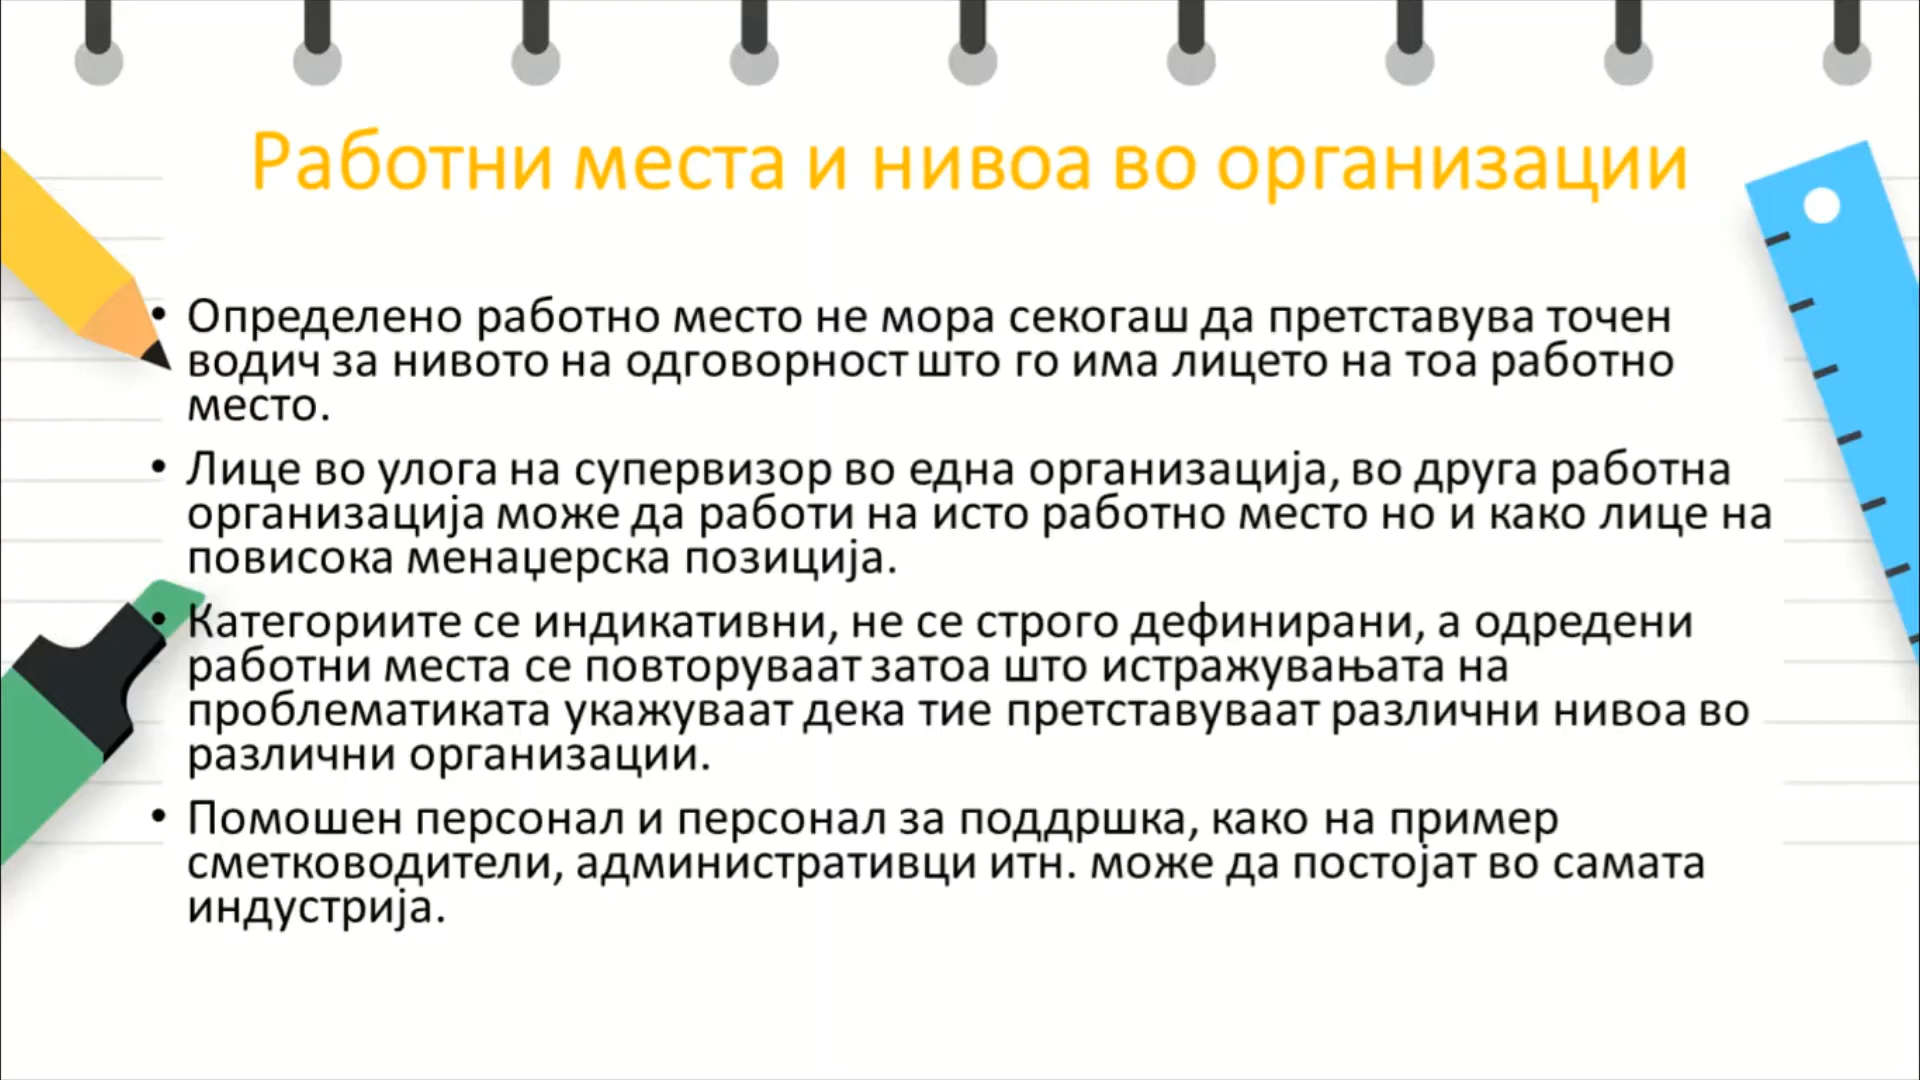 Работни места и нивоа во организации
• Определено работно место не мора секогаш да претставува точен
водич за нивото на одговорност што го има лицето на тоа работно
место.
• Лице во улога на супервизор во една организација, во друга работна
организација може да работи на исто работно место но и како лице на
повисока менаџерска позиција.
• Категориите се индикативни, не се строго дефинирани, а одредени
работни места се повторуваат затоа што истражувањата на
проблематиката укажуваат дека тие претставуваат различни нивоа во
различни организации.
• Помошен персонал и персонал за поддршка, како на пример
сметководители, административци итн. може да постојат во самата
индустрија.